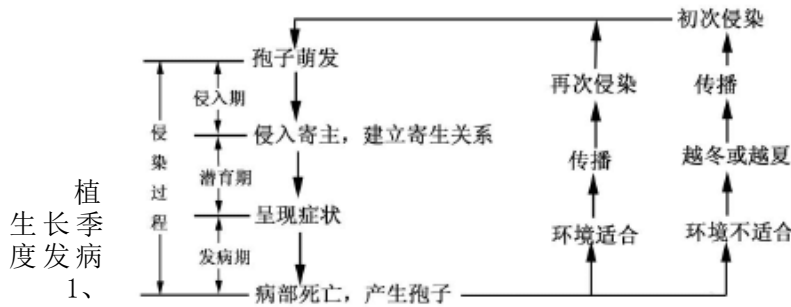 初次侵染
孢子萌发
再次侵染
传播
侵入期
侵入寄主，建立寄生关系
越冬或越夏
侵染过程
潜育期
传播
植
生长季
度发病
1、
呈现症状
环境适合
环境不适合
发病期
病部死亡，产生孢子